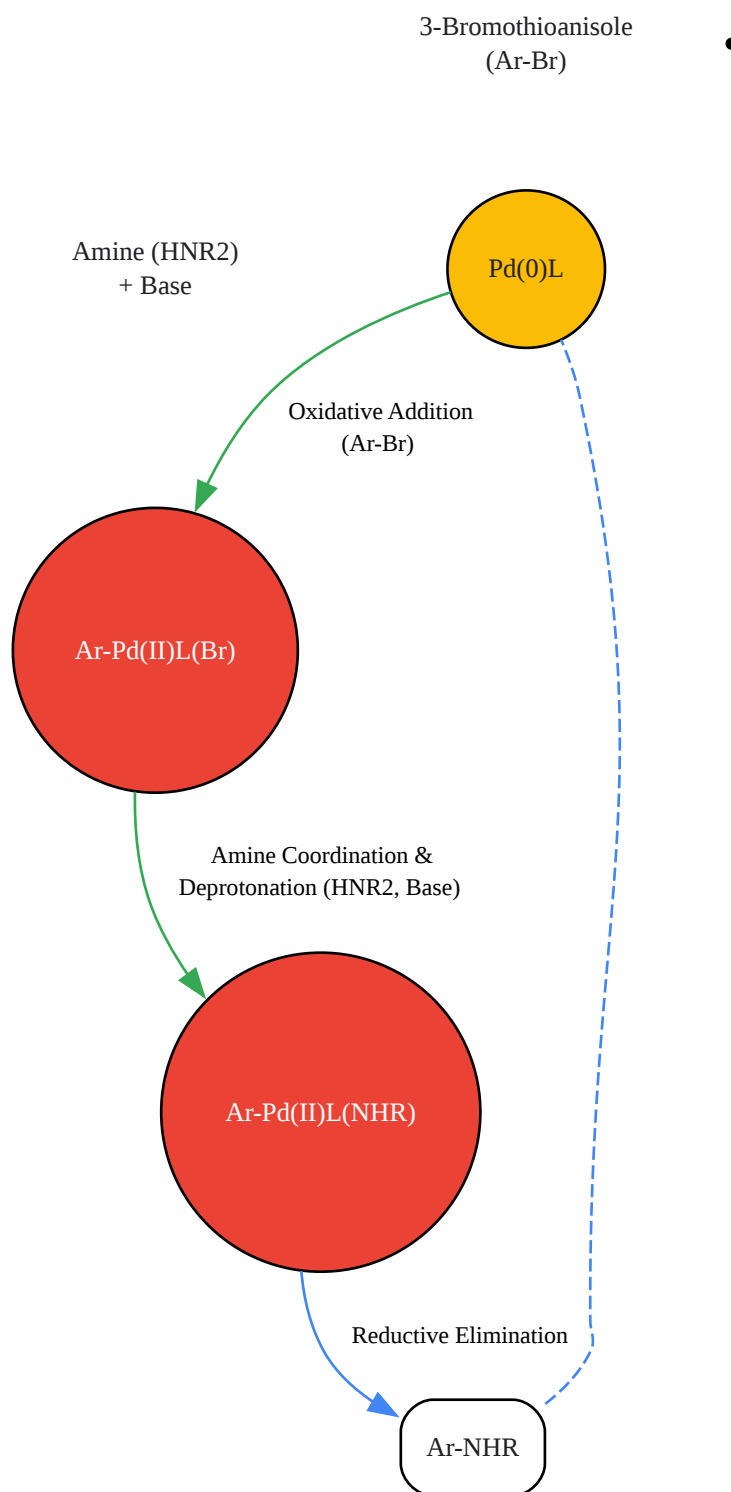 3-Bromothioanisole
(Ar-Br)
Amine (HNR2)
+ Base
Pd(0)L
Oxidative Addition
(Ar-Br)
Ar-Pd(II)L(Br)
Amine Coordination &
Deprotonation (HNR2, Base)
Ar-Pd(II)L(NHR)
Reductive Elimination
Ar-NHR